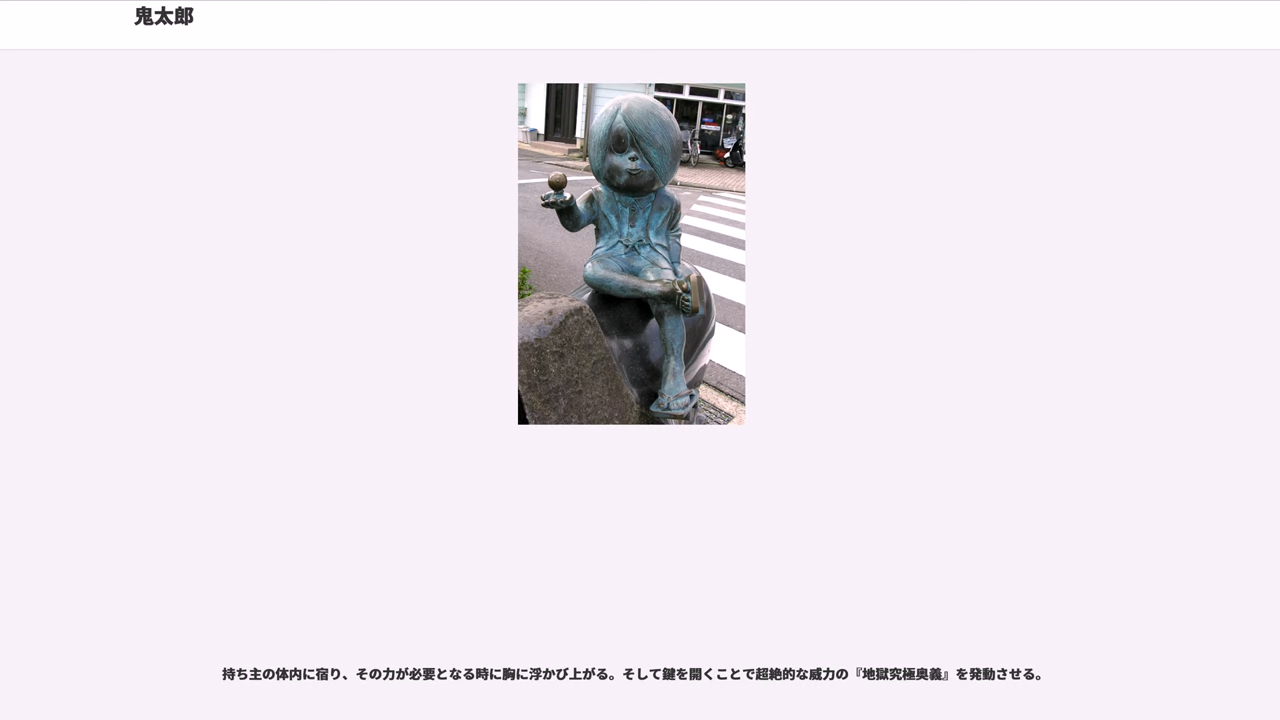 鬼太郎
持ち主の体内に宿り、その力が必要となる時に胸に浮かび上がる。そして鍵を開くことで超絶的な威力の『地獄究極奥義』を発動させる。